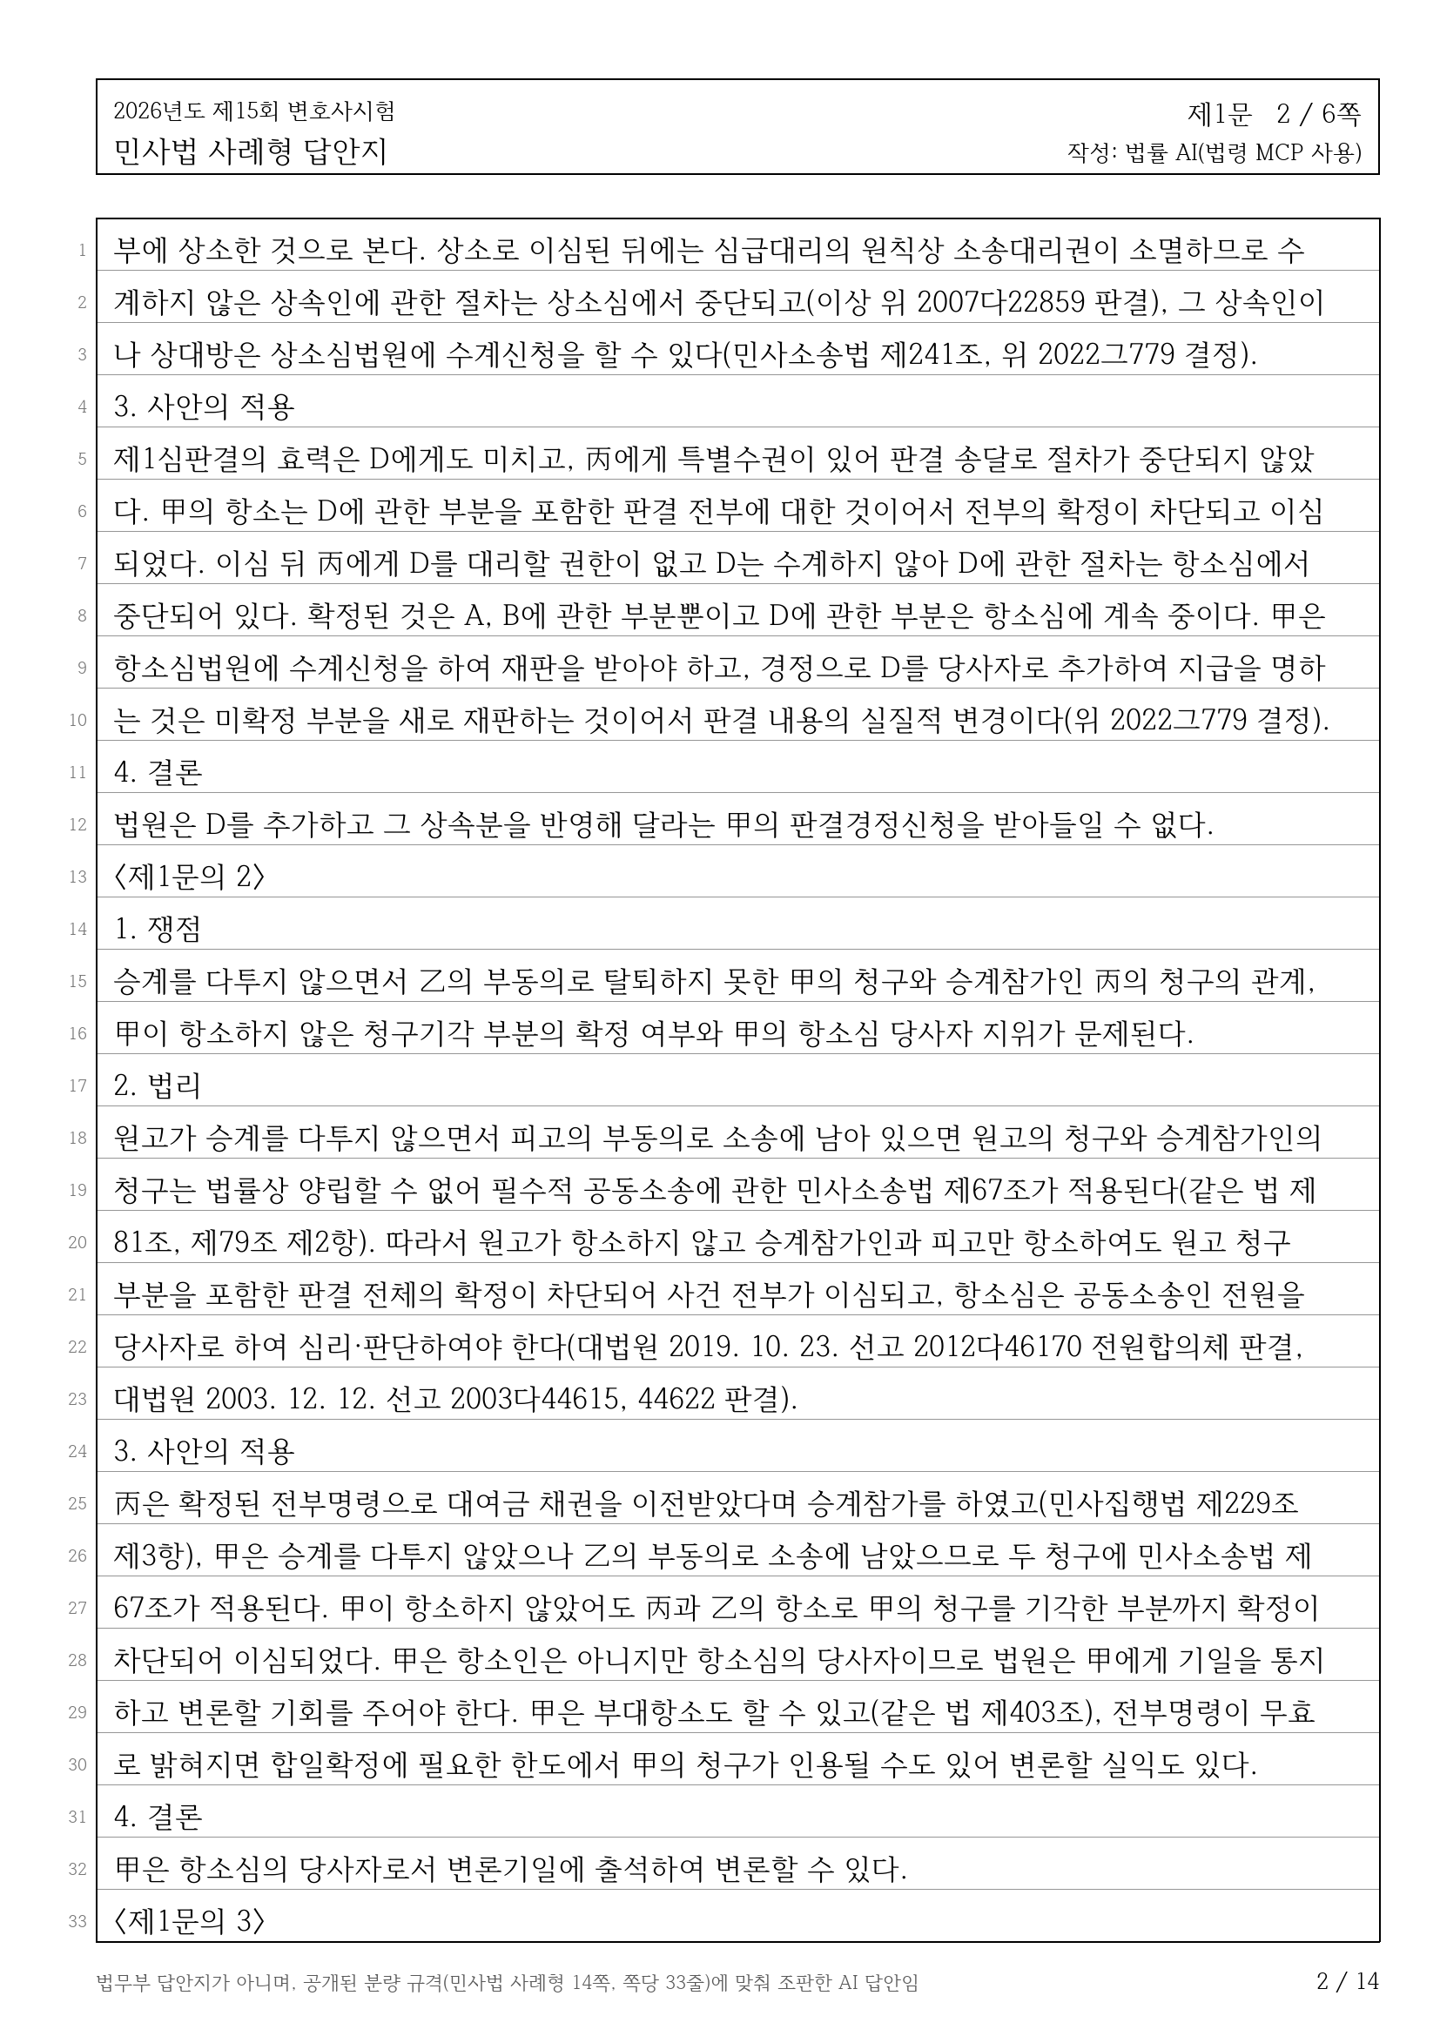 2026년도 제15회 변호사시험
민사법 사례형 답안지
제1문 2 / 6쪽
작성: 법률 AI(법령 MCP 사용)
1 부에 상소한 것으로 본다. 상소로 이심된 뒤에는 심급대리의 원칙상 소송대리권이 소멸하므로 수
2 계하지 않은 상속인에 관한 절차는 상소심에서 중단되고(이상 위 2007다22859 판결), 그 상속인이
3 나 상대방은 상소심법원에 수계신청을 할 수 있다(민사소송법 제241조, 위 2022그779 결정).
4 3. 사안의 적용
5 제1심판결의 효력은 D에게도 미치고, 丙에게 특별수권이 있어 판결 송달로 절차가 중단되지 않았
6 다. 甲의 항소는 D에 관한 부분을 포함한 판결 전부에 대한 것이어서 전부의 확정이 차단되고 이심
7 되었다. 이심 뒤 丙에게 D를 대리할 권한이 없고 D는 수계하지 않아 D에 관한 절차는 항소심에서
8 중단되어 있다. 확정된 것은 A, B에 관한 부분뿐이고 D에 관한 부분은 항소심에 계속 중이다. 甲은
9 항소심법원에 수계신청을 하여 재판을 받아야 하고, 경정으로 D를 당사자로 추가하여 지급을 명하
10 는 것은 미확정 부분을 새로 재판하는 것이어서 판결 내용의 실질적 변경이다(위 2022그779 결정).
11 4. 결론
12 법원은 D를 추가하고 그 상속분을 반영해 달라는 甲의 판결경정신청을 받아들일 수 없다.
13 〈제1문의 2〉
14 1. 쟁점
15 승계를 다투지 않으면서 乙의 부동의로 탈퇴하지 못한 甲의 청구와 승계참가인 丙의 청구의 관계,
16 甲이 항소하지 않은 청구기각 부분의 확정 여부와 甲의 항소심 당사자 지위가 문제된다.
17 2. 법리
18 원고가 승계를 다투지 않으면서 피고의 부동의로 소송에 남아 있으면 원고의 청구와 승계참가인의
19 청구는 법률상 양립할 수 없어 필수적 공동소송에 관한 민사소송법 제67조가 적용된다(같은 법 제
20 81조, 제79조 제2항). 따라서 원고가 항소하지 않고 승계참가인과 피고만 항소하여도 원고 청구
21 부분을 포함한 판결 전체의 확정이 차단되어 사건 전부가 이심되고, 항소심은 공동소송인 전원을
22 당사자로 하여 심리·판단하여야 한다(대법원 2019. 10. 23. 선고 2012다46170 전원합의체 판결,
23 대법원 2003. 12. 12. 선고 2003다44615, 44622 판결).
24 3. 사안의 적용
25 丙은 확정된 전부명령으로 대여금 채권을 이전받았다며 승계참가를 하였고(민사집행법 제229조
26 제3항), 甲은 승계를 다투지 않았으나 乙의 부동의로 소송에 남았으므로 두 청구에 민사소송법 제
27 67조가 적용된다. 甲이 항소하지 않았어도 丙과 乙의 항소로 甲의 청구를 기각한 부분까지 확정이
28 차단되어 이심되었다. 甲은 항소인은 아니지만 항소심의 당사자이므로 법원은 甲에게 기일을 통지
29 하고 변론할 기회를 주어야 한다. 甲은 부대항소도 할 수 있고(같은 법 제403조), 전부명령이 무효
30 로 밝혀지면 합일확정에 필요한 한도에서 甲의 청구가 인용될 수도 있어 변론할 실익도 있다.
31 4. 결론
32 甲은 항소심의 당사자로서 변론기일에 출석하여 변론할 수 있다.
33 〈제1문의 3〉
법무부 답안지가 아니며, 공개된 분량 규격(민사법 사례형 14쪽, 쪽당 33줄)에 맞춰 조판한 AI 답안임
2 / 14